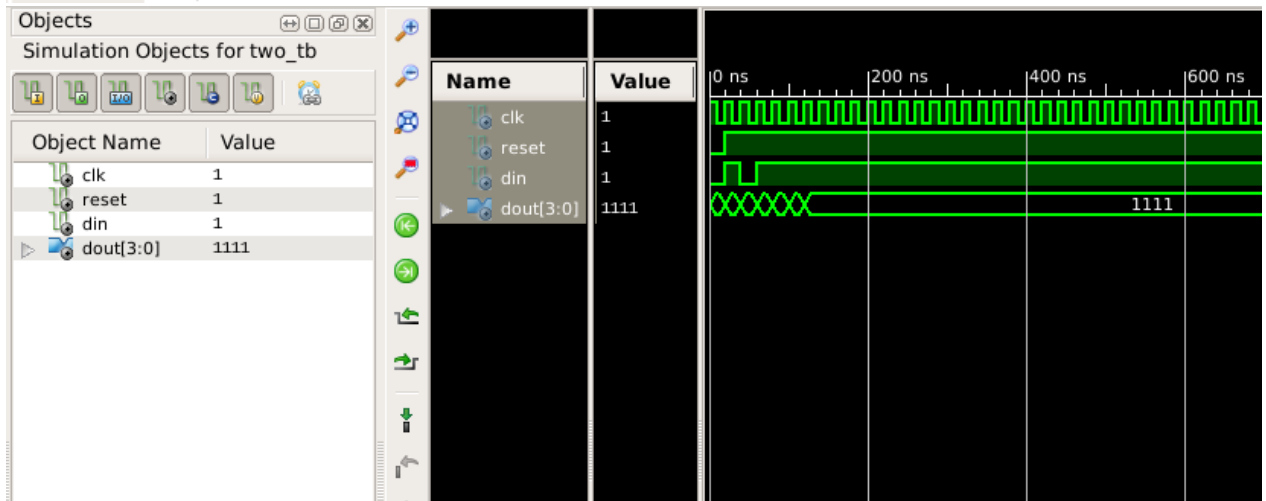 Objects
Simulation Objects for two_tb
Object Name Value
clk 1
reset 1
din 1
dout[3:0] 1111
Name Value
clk 1
reset 1
din 1
dout[3:0] 1111
0 ns 200 ns 400 ns 600 ns
1111